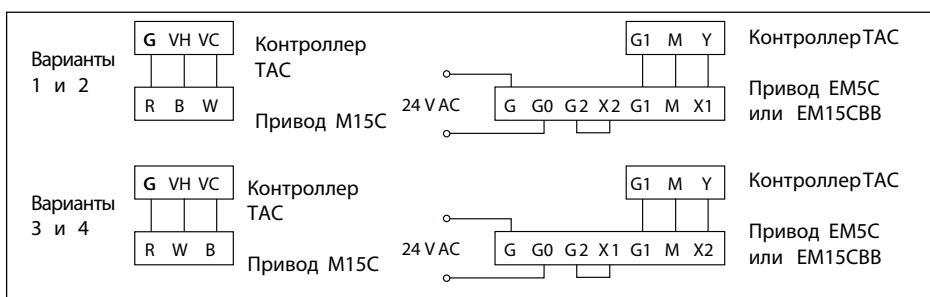 G VH VC
Контроллер
TAC
Варианты
1 и 2
R B W
Привод M15C
24 V AC
G1 M Y
Контроллер TAC
G G0 G2 X2 G1 M X1
Привод EM5C
или EM15CBB
G VH VC
Контроллер
TAC
Варианты
3 и 4
R W B
Привод M15C
24 V AC
G1 M Y
Контроллер TAC
G G0 G2 X1 G1 M X2
Привод EM5C
или EM15CBB